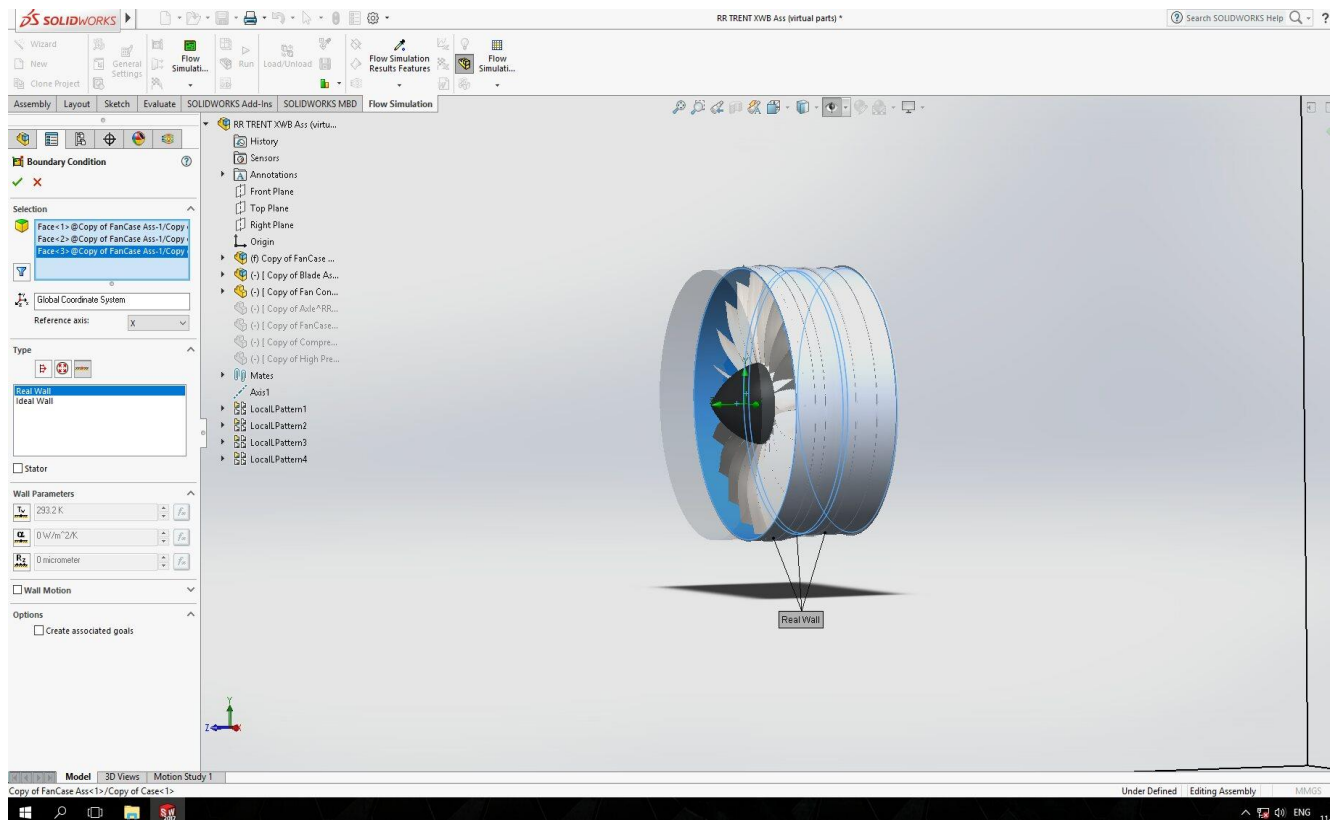 SOLIDWORKS
RR TRENT XWB Ass (virtual parts) *
Search SOLIDWORKS Help
?
Wizard
New
Clone Project
General Settings
Flow Simulati...
Run
Load/Unload
Flow Simulation Results Features
Flow Simulati...
Assembly
Layout
Sketch
Evaluate
SOLIDWORKS Add-Ins
SOLIDWORKS MBD
Flow Simulation
Boundary Condition
Selection
Face<1>@Copy of FanCase Ass-1/Copy
Face<2>@Copy of FanCase Ass-1/Copy
Face<3>@Copy of FanCase Ass-1/Copy
Global Coordinate System
Reference axis:
X
Type
Real Wall
Ideal Wall
Stator
Wall Parameters
293.2 K
0 W/m^2/K
0 micrometer
Wall Motion
Options
Create associated goals
RR TRENT XWB Ass (virtu...
History
Sensors
Annotations
Front Plane
Top Plane
Right Plane
Origin
(f) Copy of FanCase ...
(-) [ Copy of Blade As...
(-) [ Copy of Fan Con...
(-) [ Copy of Axle^RR...
(-) [ Copy of FanCase...
(-) [ Copy of Compre...
(-) [ Copy of High Pre...
Mates
Axis1
LocalLPattern1
LocalLPattern2
LocalLPattern3
LocalLPattern4
Y
Real Wall
Y
Z
Model
3D Views
Motion Study 1
Copy of FanCase Ass<1>/Copy of Case<1>
Under Defined
Editing Assembly
MMGS
SW
2017
ENG